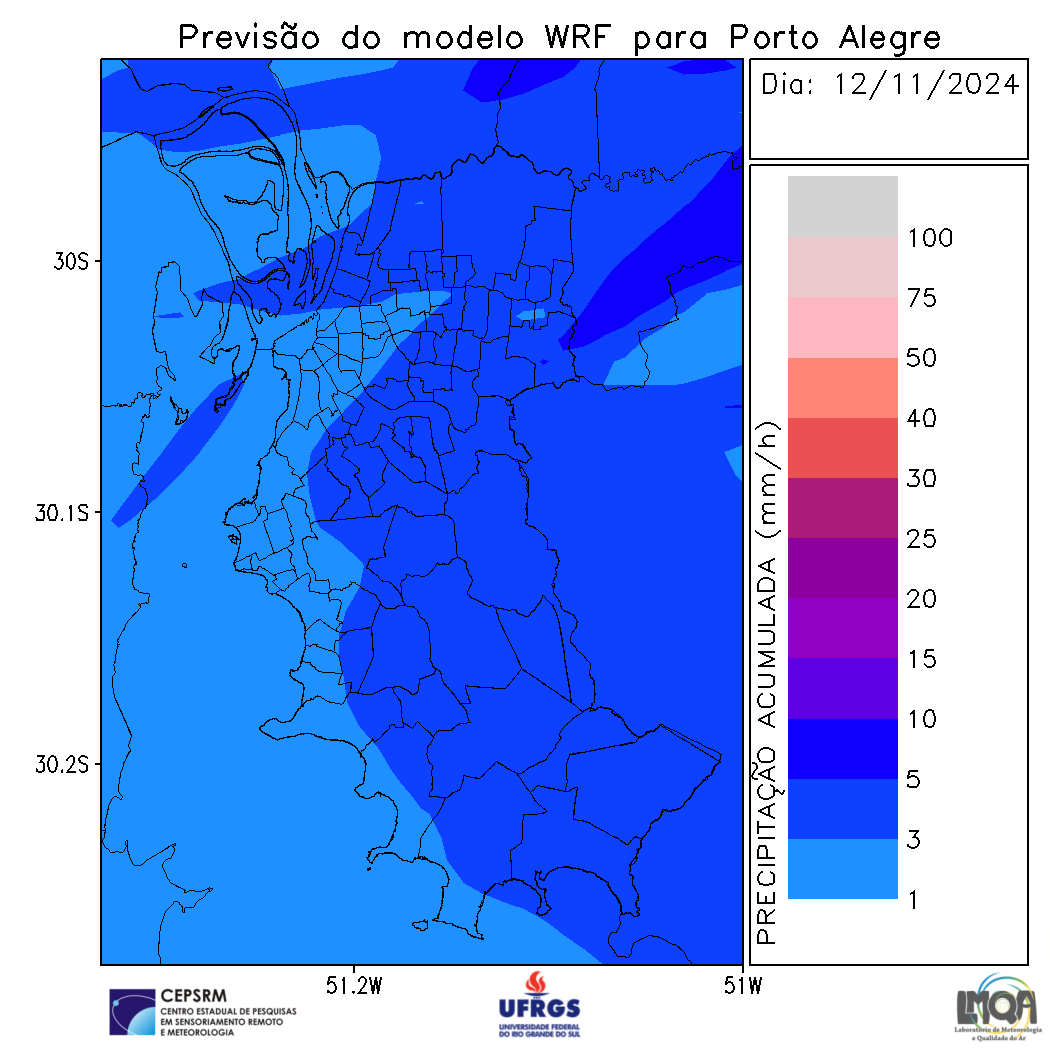 Previsão do modelo WRF para Porto Alegre
Dia: 12/11/2024
30S
30.1S
30.2S
51.2W
51W
PRECIPITAÇÃO ACUMULADA (mm/h)
100
75
50
40
30
25
20
15
10
5
3
1
CEPSRM
CENTRO ESTADUAL DE PESQUISAS
EM SENSORIAMENTO REMOTO
E METEOROLOGIA
UFRGS
UNIVERSIDADE FEDERAL
DO RIO GRANDE DO SUL
LMQA
Laboratório de Meteorologia
e Qualidade do Ar